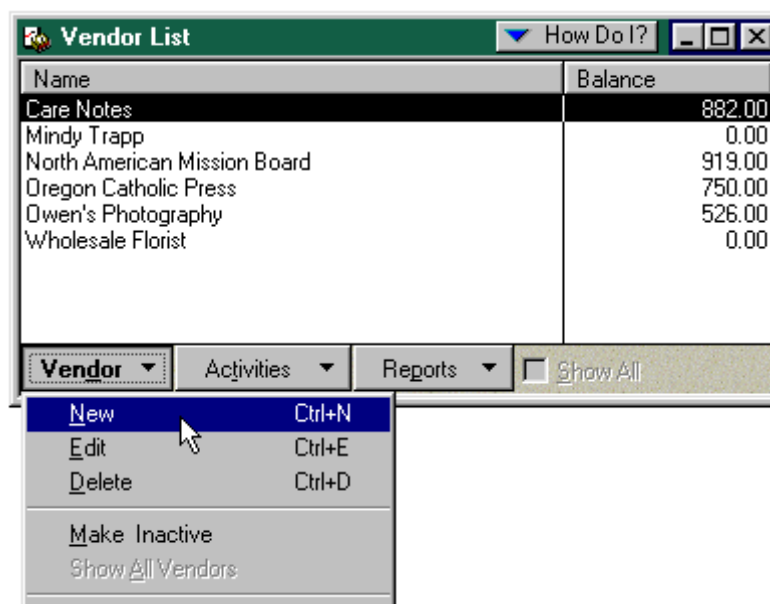 Vendor List How Do I?
Name Balance
Care Notes 882.00
Mindy Trapp 0.00
North American Mission Board 919.00
Oregon Catholic Press 750.00
Owen's Photography 526.00
Wholesale Florist 0.00
Vendor Activities Reports Show All
New Ctrl+N
Edit Ctrl+E
Delete Ctrl+D
Make Inactive
Show All Vendors